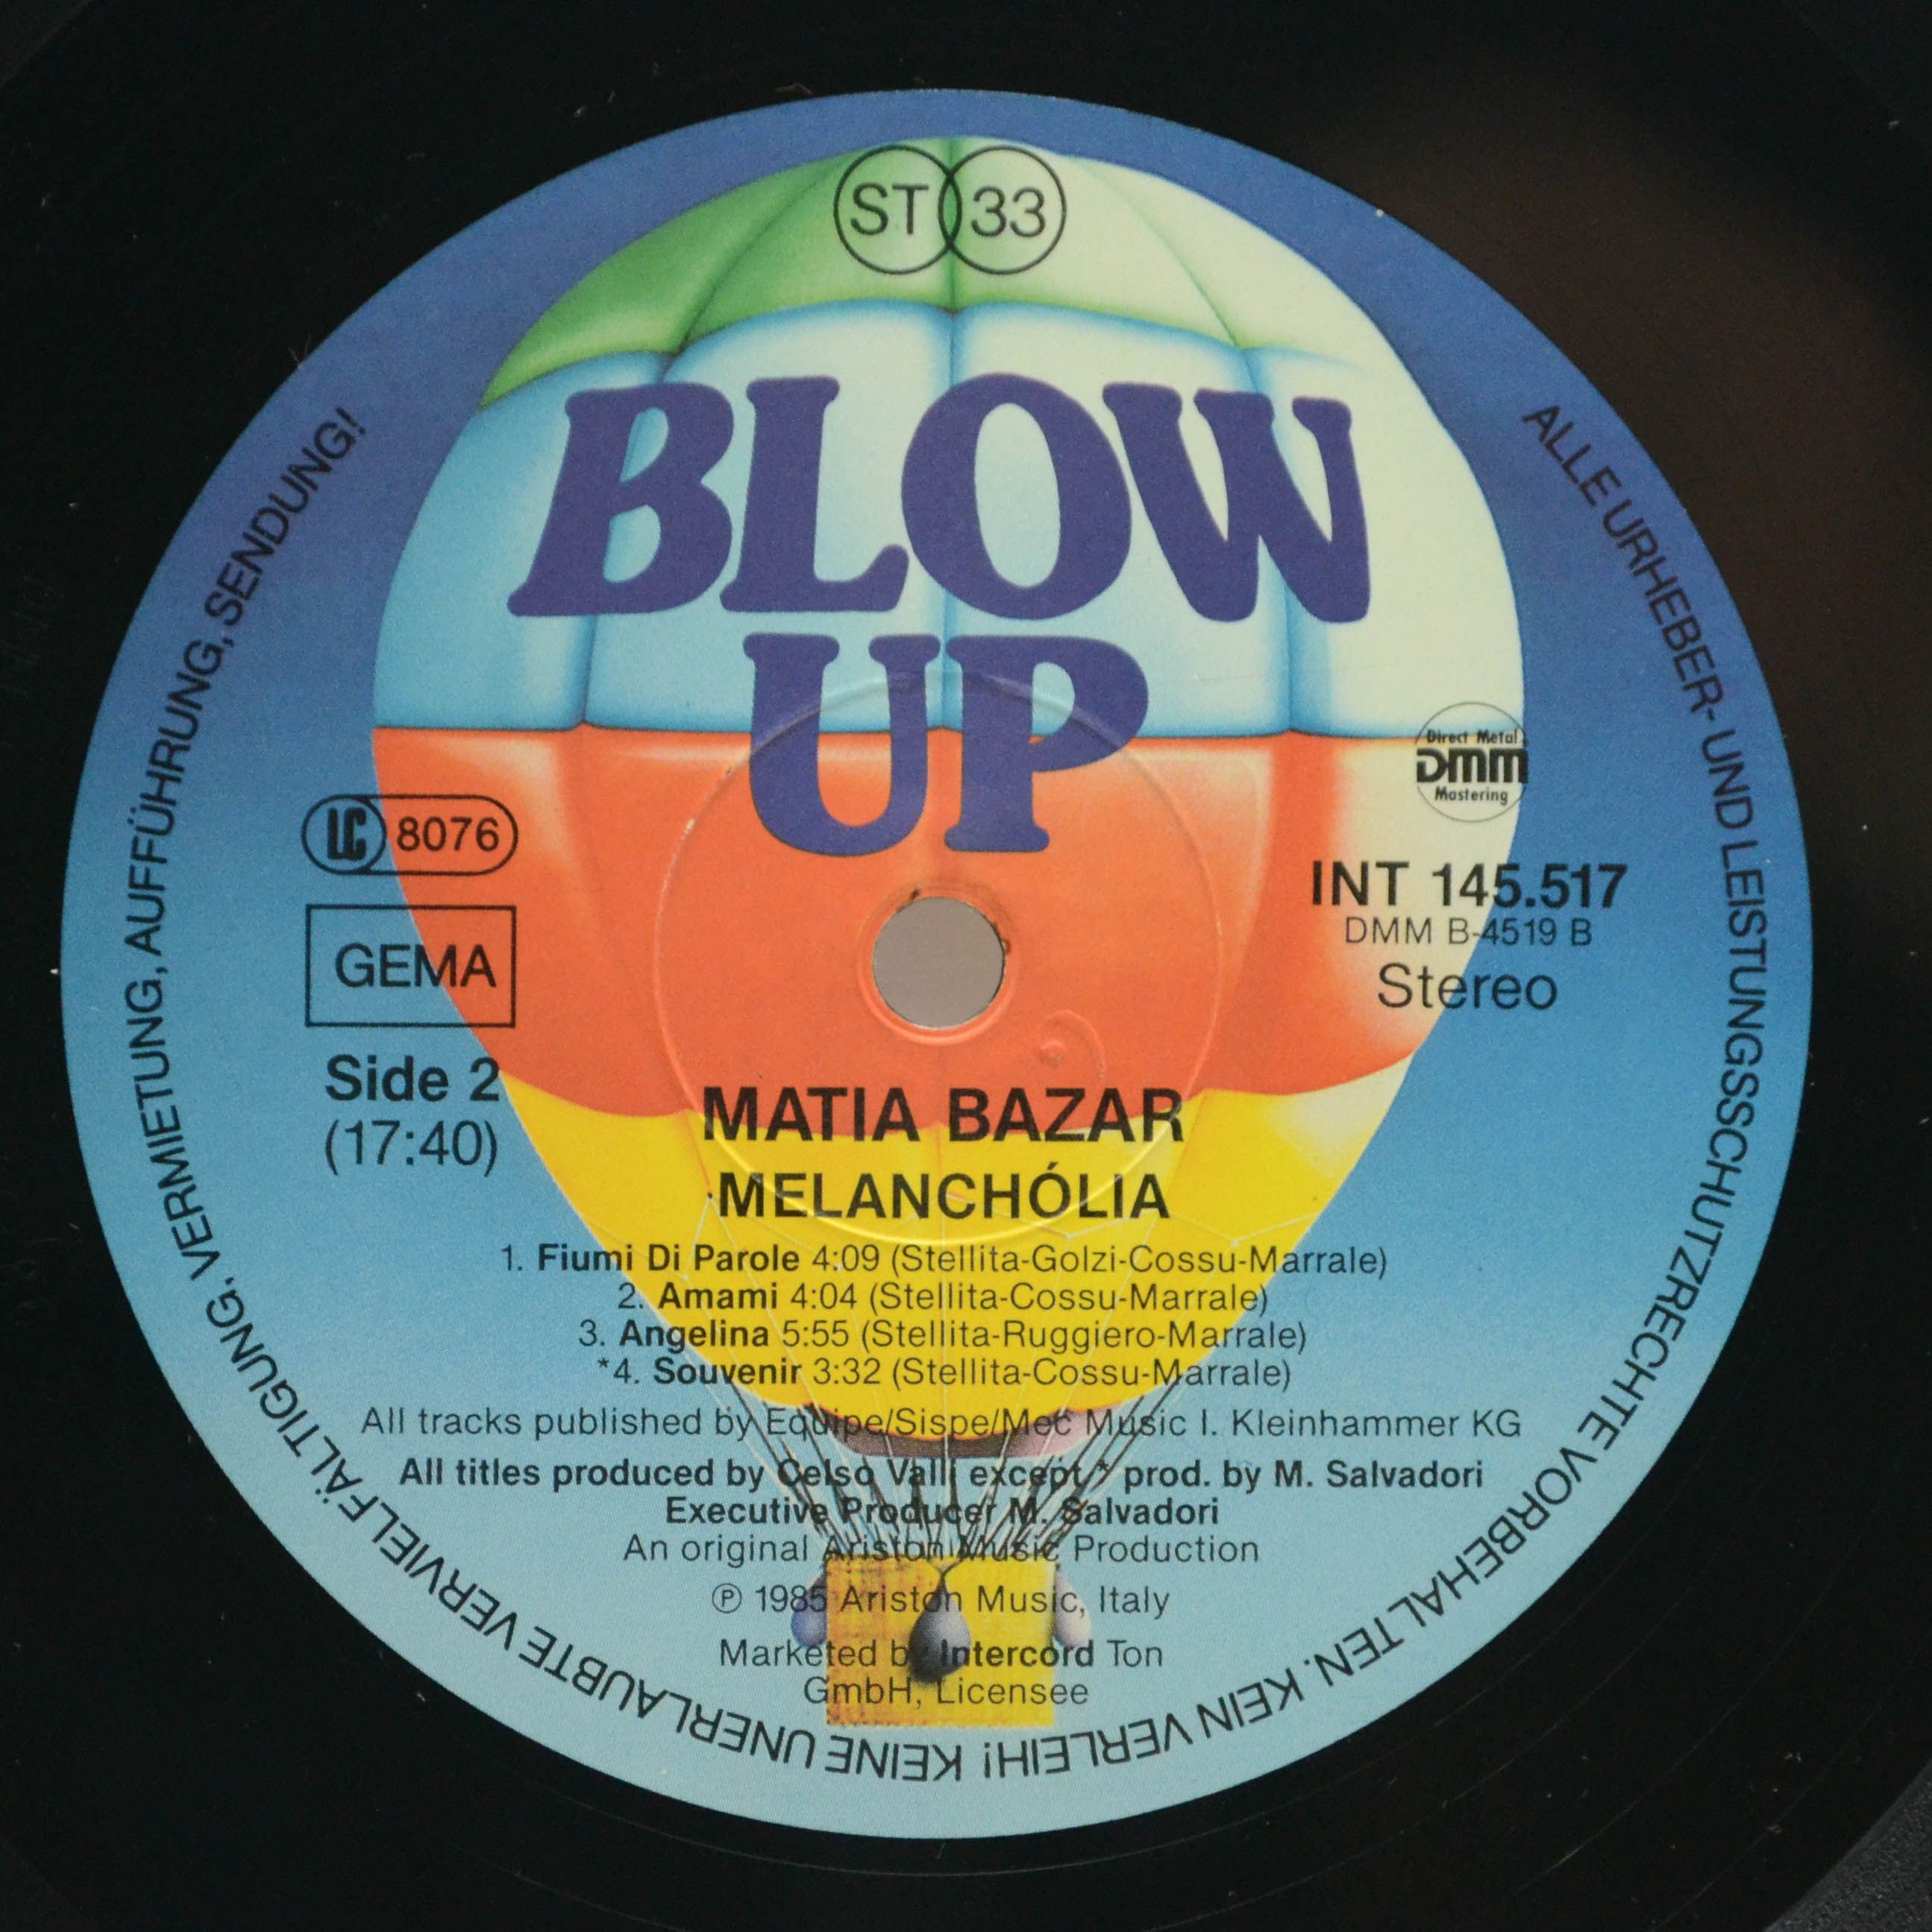 ST 33
BLOW
UP
Direct Metal
DMM
Mastering
LC 8076
GEMA
Side 2
(17:40)
INT 145.517
DMM B-4519 B
Stereo
MATIA BAZAR
MELANCHÓLIA
1. Fiumi Di Parole 4:09 (Stellita-Golzi-Cossu-Marrale)
2. Amami 4:04 (Stellita-Cossu-Marrale)
3. Angelina 5:55 (Stellita-Ruggiero-Marrale)
*4. Souvenir 3:32 (Stellita-Cossu-Marrale)
All tracks published by Equipe/Sispe/Mec Music I. Kleinhammer KG
All titles produced by Celso Valli except * prod. by M. Salvadori
Executive Producer M. Salvadori
An original Ariston Music Production
℗ 1985 Ariston Music, Italy
Marketed by Intercord Ton
GmbH, Licensee
ALLE URHEBER- UND LEISTUNGSSCHUTZRECHTE VORBEHALTEN. KEIN VERLEIH! KEINE UNERLAUBTE VERVIELFÄLTIGUNG, VERMIETUNG, AUFFÜHRUNG, SENDUNG!